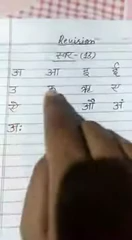 Revision
स्वर-(13)
अ आ इ ई
उ ऋ ए
ऐ औ अं
अः